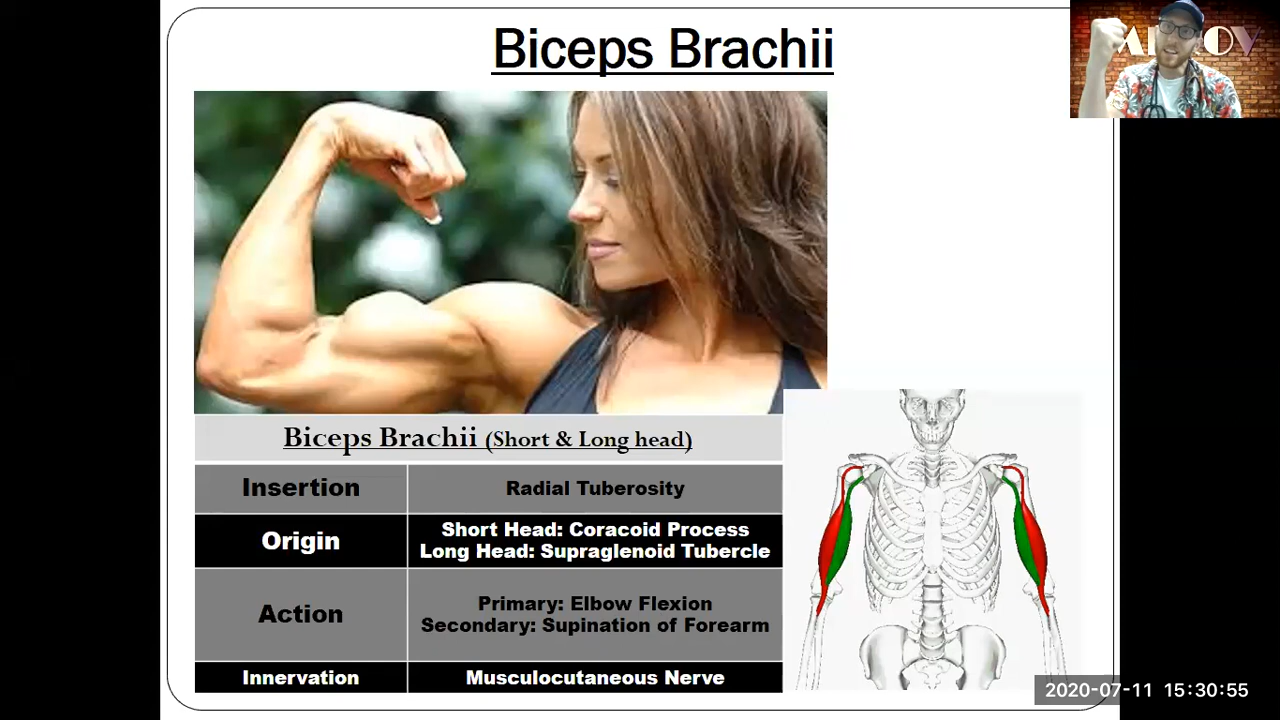 Biceps Brachii
Biceps Brachii (Short & Long head)
Insertion
Radial Tuberosity
Origin
Short Head: Coracoid Process
Long Head: Supraglenoid Tubercle
Action
Primary: Elbow Flexion
Secondary: Supination of Forearm
Innervation
Musculocutaneous Nerve
2020-07-11 15:30:55